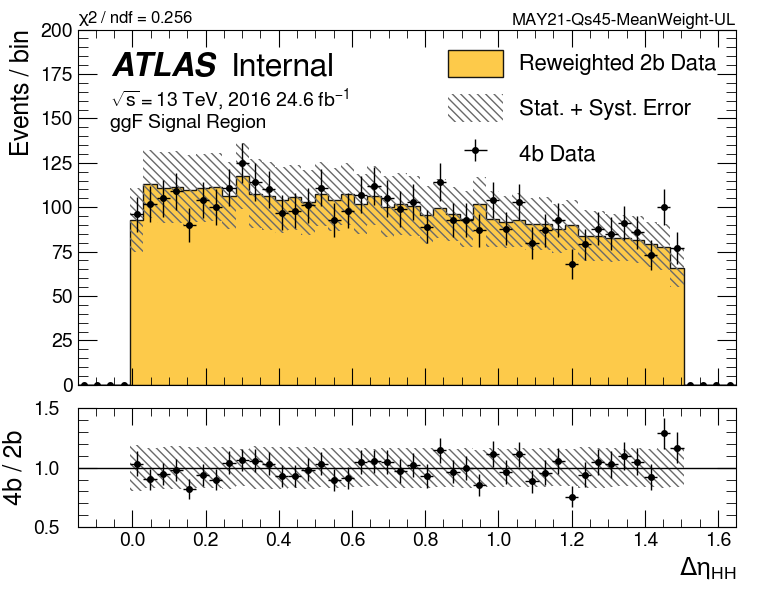 χ² / ndf = 0.256
MAY21-Qs45-MeanWeight-UL
ATLAS Internal
√s = 13 TeV, 2016 24.6 fb⁻¹
ggF Signal Region
Reweighted 2b Data
Stat. + Syst. Error
4b Data
Events / bin
200
175
150
125
100
75
50
25
0
4b / 2b
1.5
1.0
0.5
0.0 0.2 0.4 0.6 0.8 1.0 1.2 1.4 1.6
Δη_HH